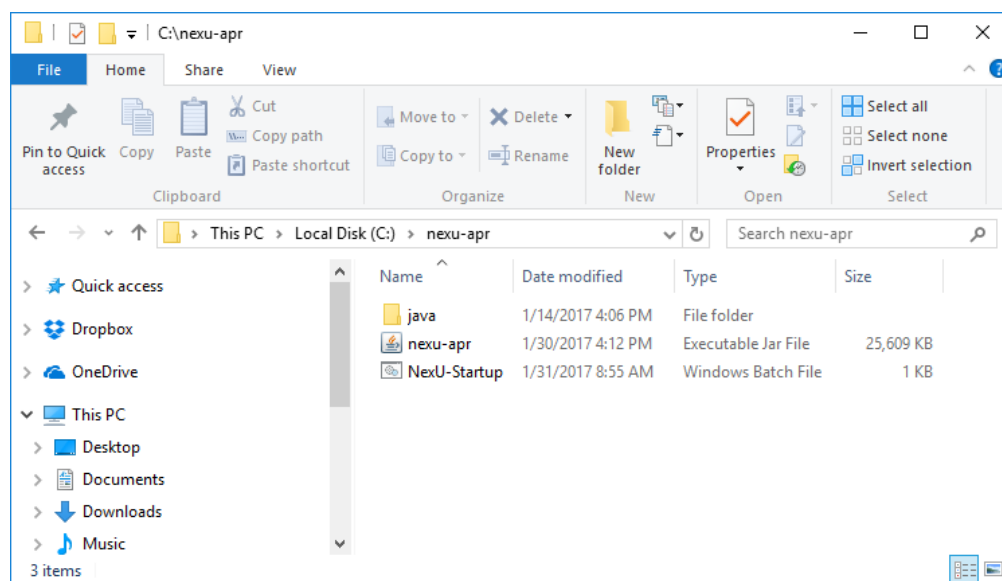 C:\nexu-apr
File Home Share View
Pin to Quick access
Copy
Paste
Cut
Copy path
Paste shortcut
Clipboard
Move to
Copy to
Delete
Rename
Organize
New folder
New
Properties
Open
Select all
Select none
Invert selection
Select
This PC > Local Disk (C:) > nexu-apr
Search nexu-apr
Quick access
Dropbox
OneDrive
This PC
Desktop
Documents
Downloads
Music
Name Date modified Type Size
java 1/14/2017 4:06 PM File folder
nexu-apr 1/30/2017 4:12 PM Executable Jar File 25,609 KB
NexU-Startup 1/31/2017 8:55 AM Windows Batch File 1 KB
3 items